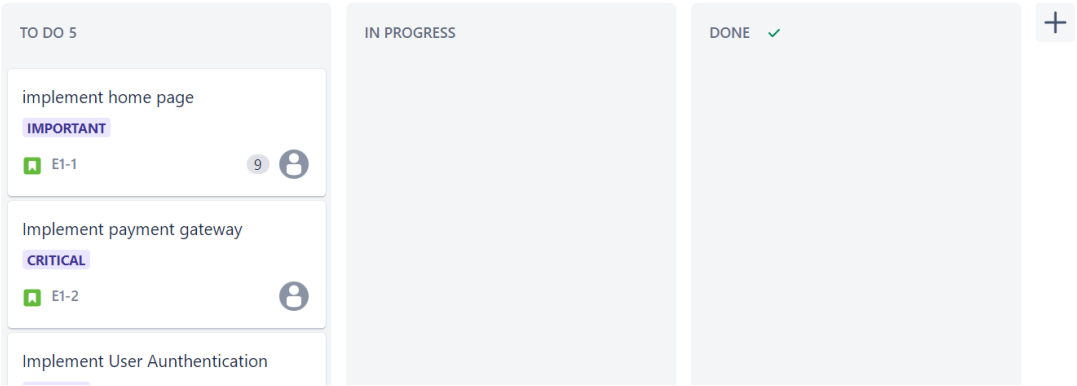 TO DO 5
implement home page
IMPORTANT
E1-1
9
Implement payment gateway
CRITICAL
E1-2
Implement User Aunthentication
IN PROGRESS
DONE